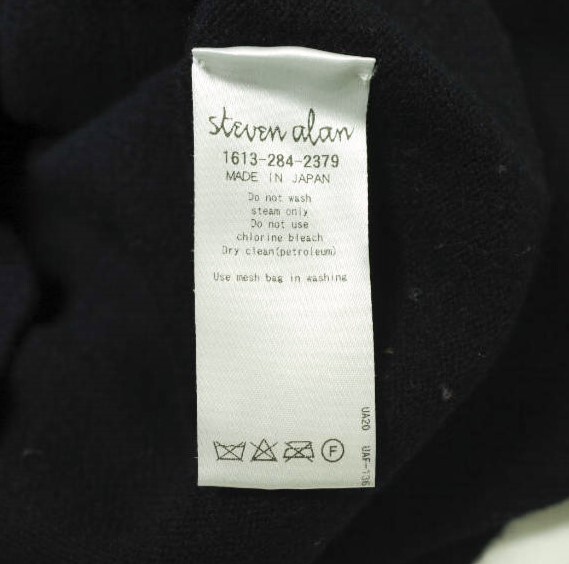 steven alan
1613-284-2379
MADE IN JAPAN
Do not wash
steam only
Do not use
chlorine bleach
Dry clean(petroleum)
Use mesh bag in washing
F
UA20 UAF-136